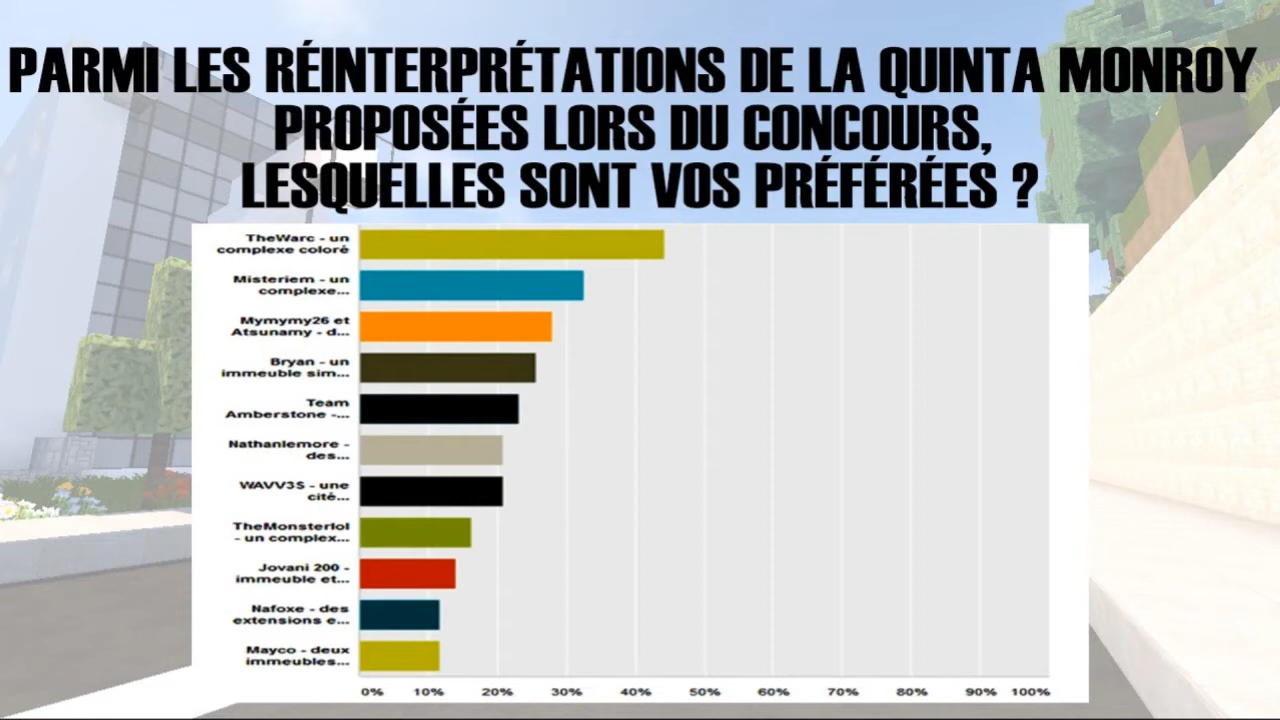 PARMI LES RÉINTERPRÉTATIONS DE LA QUINTA MONROY
PROPOSÉES LORS DU CONCOURS,
LESQUELLES SONT VOS PRÉFÉRÉES ?
TheWarc - un
complexe coloré
Misteriem - un
complexe...
Mymymy26 et
Atsunamy - d...
Bryan - un
immeuble sim...
Team
Amberstone -...
Nathanlemore -
des...
WAVV3S - une
cité...
TheMonsterlol
- un complex...
Jovani 200 -
immeuble et...
Nafoxe - des
extensions e...
Mayco - deux
immeubles...
0% 10% 20% 30% 40% 50% 60% 70% 80% 90% 100%